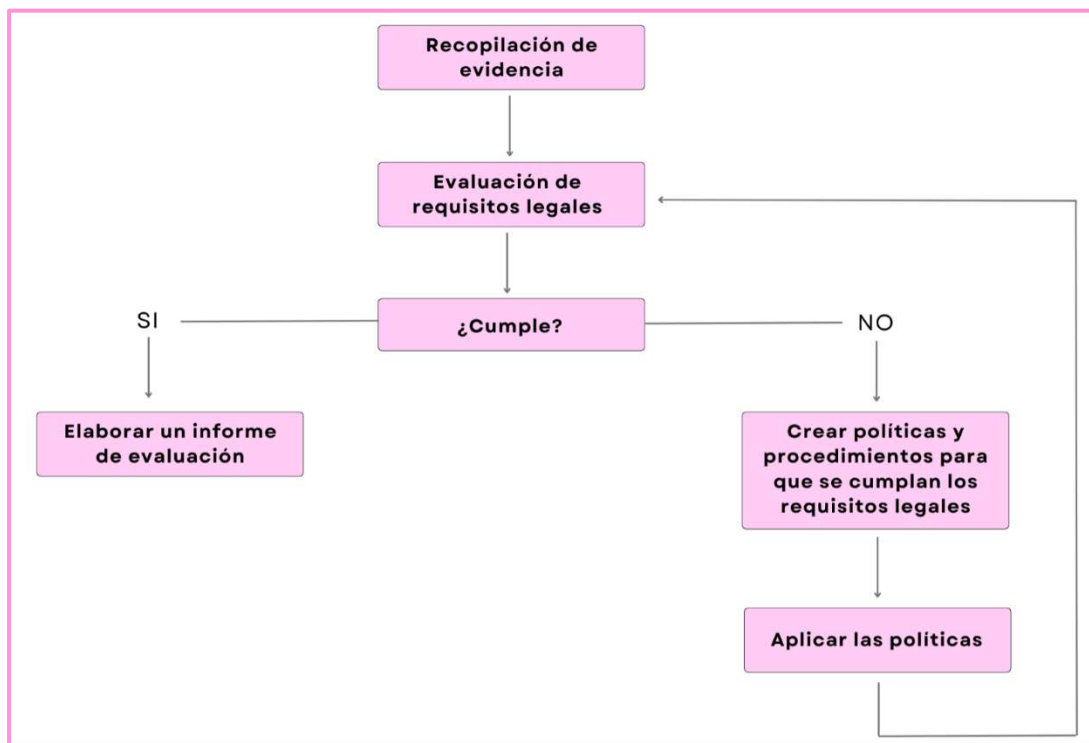 Recopilación de
evidencia
Evaluación de
requisitos legales
¿Cumple?
SI
NO
Elaborar un informe
de evaluación
Crear políticas y
procedimientos para
que se cumplan los
requisitos legales
Aplicar las políticas